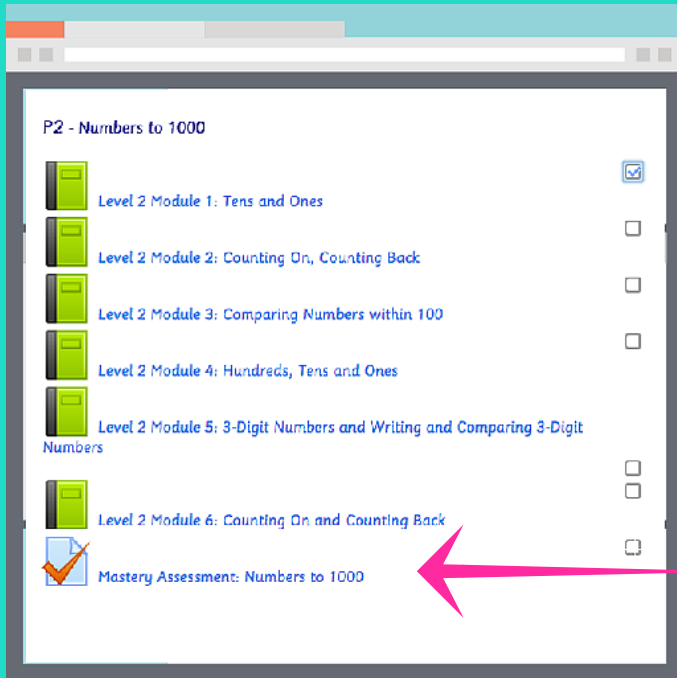 P2 - Numbers to 1000
Level 2 Module 1: Tens and Ones
Level 2 Module 2: Counting On, Counting Back
Level 2 Module 3: Comparing Numbers within 100
Level 2 Module 4: Hundreds, Tens and Ones
Level 2 Module 5: 3-Digit Numbers and Writing and Comparing 3-Digit
Numbers
Level 2 Module 6: Counting On and Counting Back
Mastery Assessment: Numbers to 1000